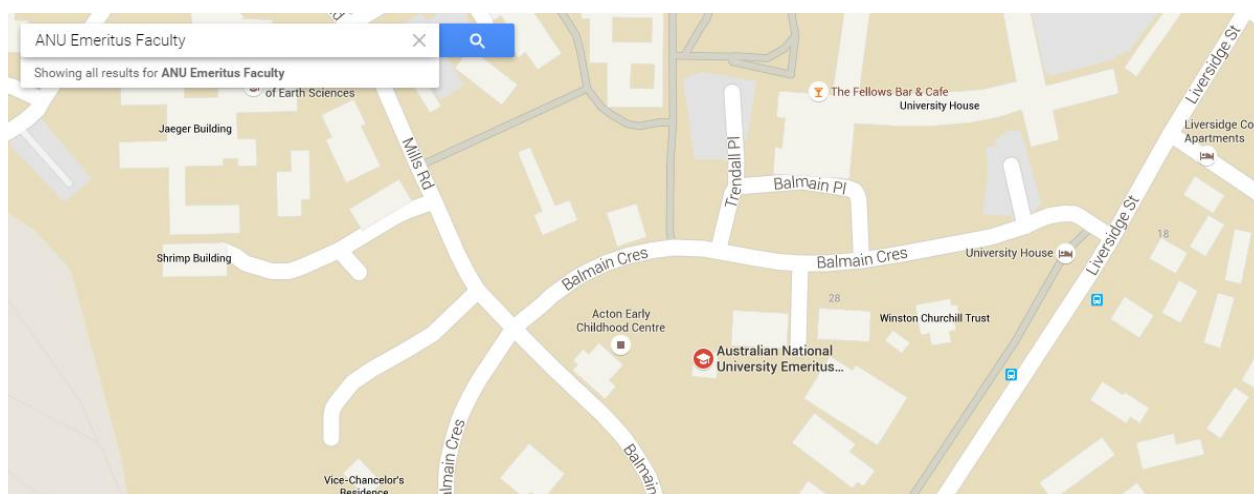 ANU Emeritus Faculty
Showing all results for ANU Emeritus Faculty
of Earth Sciences
Jaeger Building
Mills Rd
Shrimp Building
Trendall Pl
The Fellows Bar & Cafe
University House
Balmain Pl
Liversidge St
Liversidge Co
Apartments
Balmain Cres
Balmain Cres
University House
Liversidge St
18
28
Acton Early
Childhood Centre
Winston Churchill Trust
Australian National
University Emeritus...
Balmain Cres
Balmain
Vice-Chancelor's
Residence